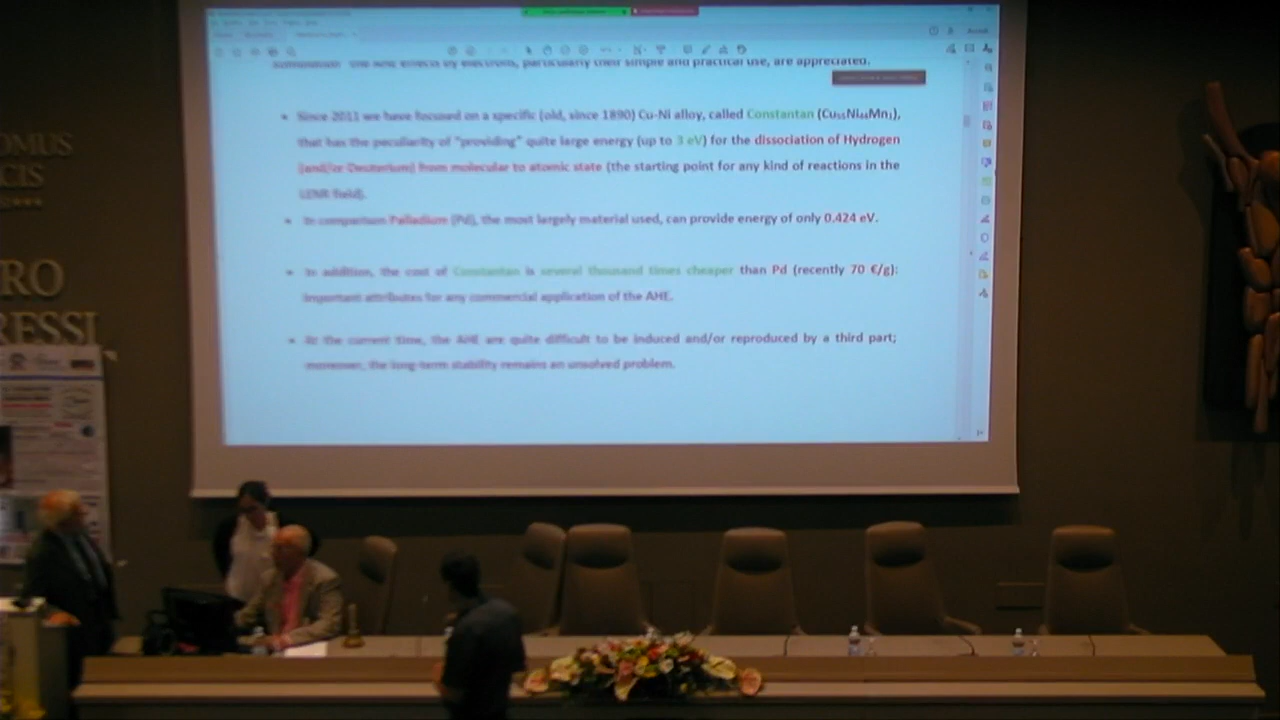 OMUS
CIS
RO
RESSI
the AHE effects by electrons, particularly their simple and practical use, are appreciated.
• Since 2011 we have focused on a specific (old, since 1890) Cu-Ni alloy, called Constantan (Cu₅₅Ni₄₄Mn₁),
that has the peculiarity of "providing" quite large energy (up to 3 eV) for the dissociation of Hydrogen
(and/or Deuterium) from molecular to atomic state (the starting point for any kind of reactions in the
LENR field).
• In comparison Palladium (Pd), the most largely material used, can provide energy of only 0.424 eV.
• In addition, the cost of Constantan is several thousand times cheaper than Pd (recently 70 €/g):
important attributes for any commercial application of the AHE.
• At the current time, the AHE are quite difficult to be induced and/or reproduced by a third part;
moreover, the long-term stability remains an unsolved problem.